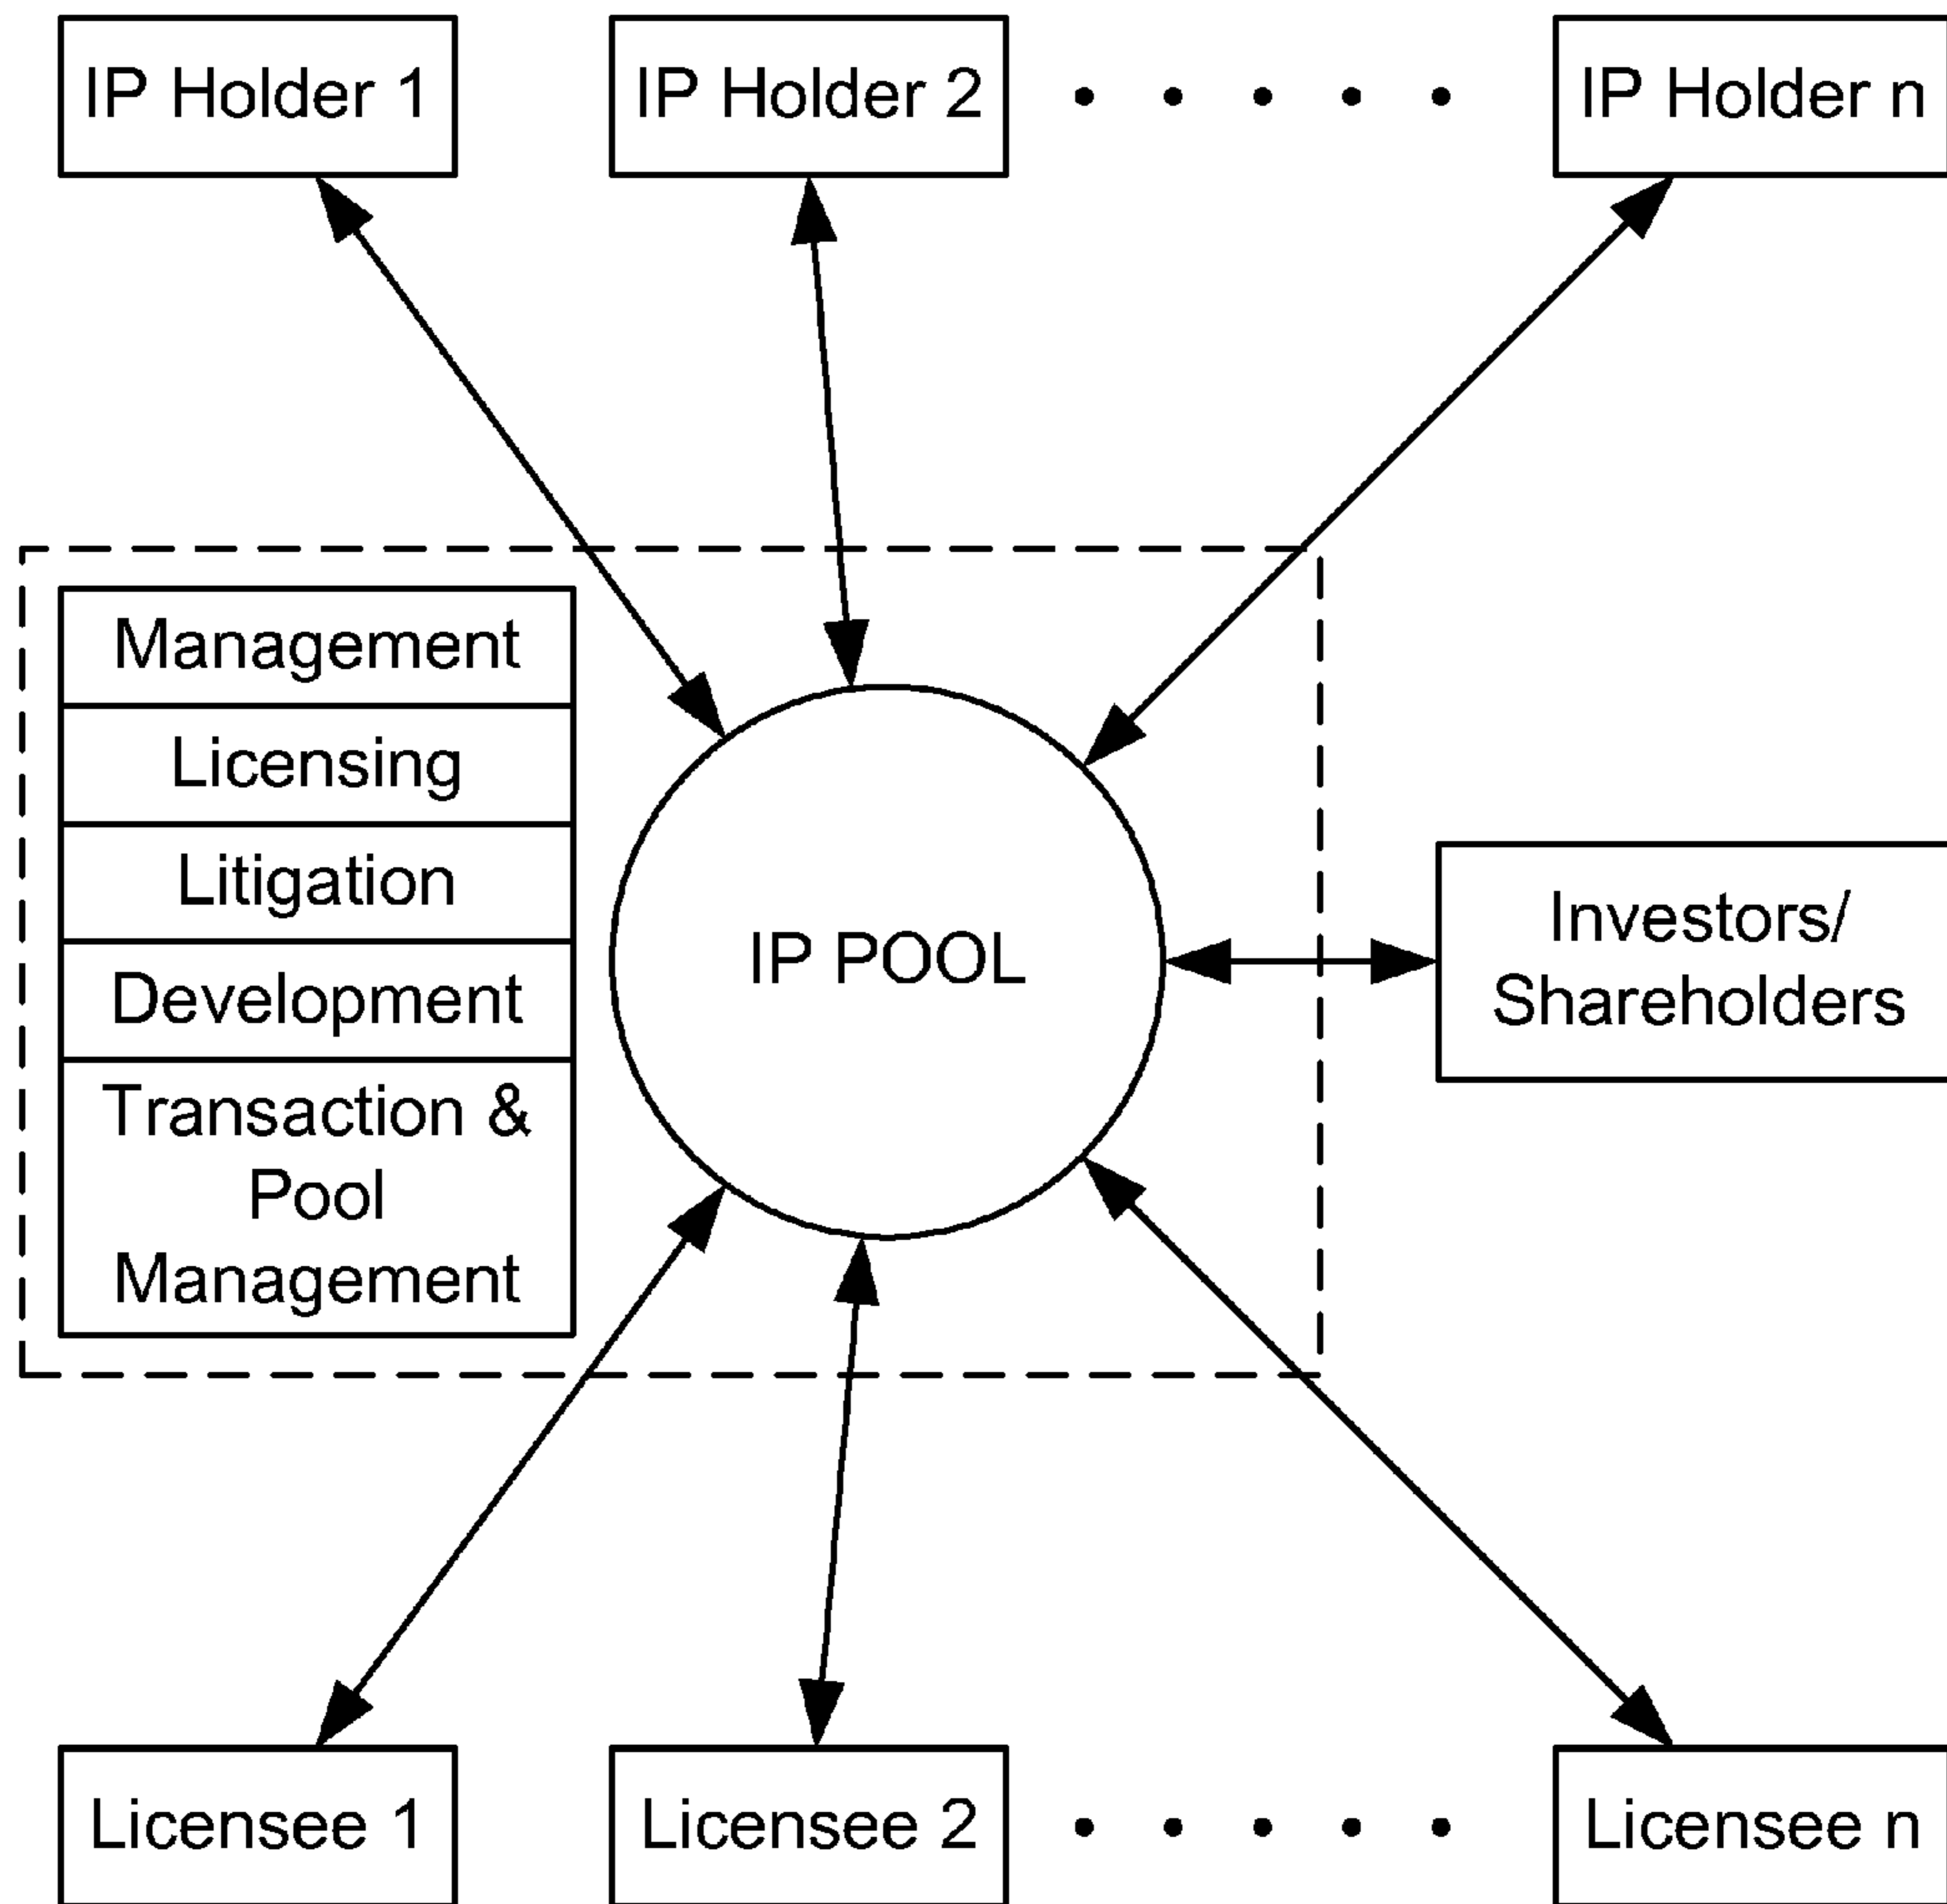 IP Holder 1
IP Holder 2
IP Holder n
Management
Licensing
Litigation
Development
Transaction &
Pool
Management
IP POOL
Investors/
Shareholders
Licensee 1
Licensee 2
Licensee n